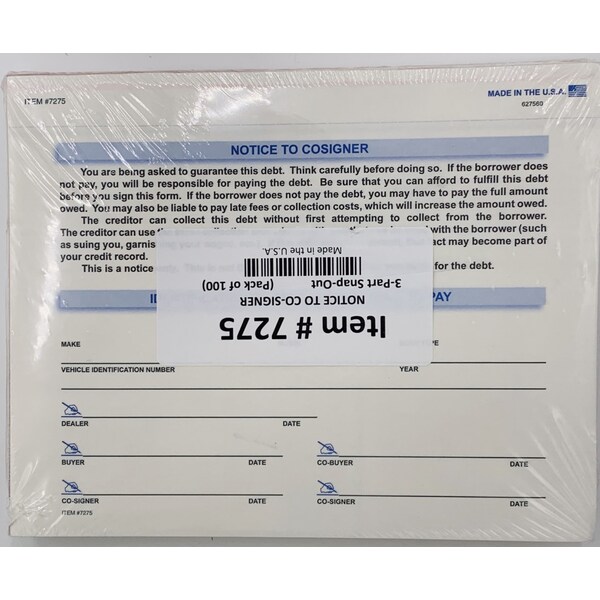 ITEM #7275
MADE IN THE U.S.A.
627560
NOTICE TO COSIGNER
You are being asked to guarantee this debt. Think carefully before doing so. If the borrower does
not pay, you will be responsible for paying the debt. Be sure that you can afford to fulfill this debt
before you sign this form. If the borrower does not pay the debt, you may have to pay the full amount
owed. You may also be liable to pay late fees or collection costs, which will increase the amount owed.
The creditor can collect this debt without first attempting to collect from the borrower.
The creditor can use with the borrower (such
as suing you, act may become part of
your credit record.
This is a notice for the debt.
PAY
Item # 7275
NOTICE TO CO-SIGNER
3-Part Snap-Out (Pack of 100)
Made in the U.S.A.
MAKE
VEHICLE IDENTIFICATION NUMBER YEAR
DEALER DATE
BUYER DATE CO-BUYER DATE
CO-SIGNER DATE CO-SIGNER DATE
ITEM #7275